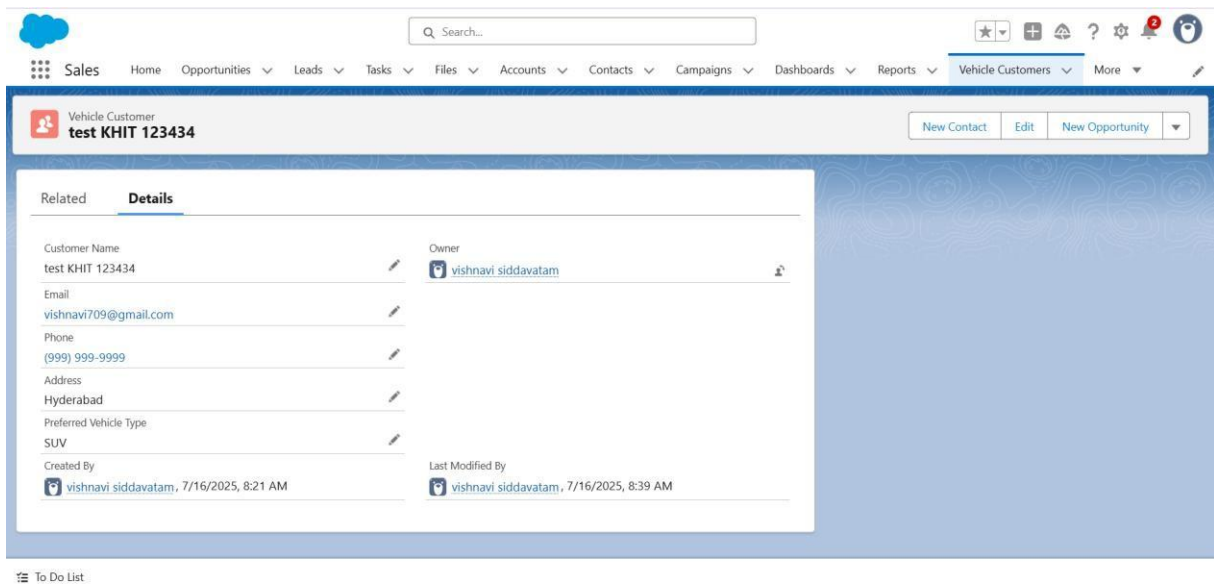 Search...
2
Sales Home Opportunities Leads Tasks Files Accounts Contacts Campaigns Dashboards Reports Vehicle Customers More
Vehicle Customer
test KHIT 123434
New Contact Edit New Opportunity
Related Details
Customer Name
test KHIT 123434
Owner
vishnavi siddavatam
Email
vishnavi709@gmail.com
Phone
(999) 999-9999
Address
Hyderabad
Preferred Vehicle Type
SUV
Created By
vishnavi siddavatam, 7/16/2025, 8:21 AM
Last Modified By
vishnavi siddavatam, 7/16/2025, 8:39 AM
To Do List